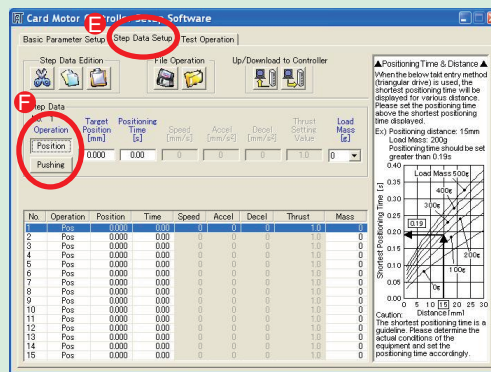 Card Motor Controller Setup Software
E
Basic Parameter Setup Step Data Setup Test Operation
Step Data Edition File Operation Up/Download to Controller
F
Step Data
No. 1
Operation
Position
Pushing
Target Position [mm]
0.000
Positioning Time [s]
0.00
Speed [mm/s]
0
Accel [mm/s²]
0
Decel [mm/s²]
0
Thrust Setting Value
1.0
Load Mass [g]
0
No. Operation Position Time Speed Accel Decel Thrust Mass
1 Pos 0.000 0.00 0 0 0 1.0 0
2 Pos 0.000 0.00 0 0 0 1.0 0
3 Pos 0.000 0.00 0 0 0 1.0 0
4 Pos 0.000 0.00 0 0 0 1.0 0
5 Pos 0.000 0.00 0 0 0 1.0 0
6 Pos 0.000 0.00 0 0 0 1.0 0
7 Pos 0.000 0.00 0 0 0 1.0 0
8 Pos 0.000 0.00 0 0 0 1.0 0
9 Pos 0.000 0.00 0 0 0 1.0 0
10 Pos 0.000 0.00 0 0 0 1.0 0
11 Pos 0.000 0.00 0 0 0 1.0 0
12 Pos 0.000 0.00 0 0 0 1.0 0
13 Pos 0.000 0.00 0 0 0 1.0 0
14 Pos 0.000 0.00 0 0 0 1.0 0
15 Pos 0.000 0.00 0 0 0 1.0 0
▲Positioning Time & Distance▲
When the below takt entry method
(triangular drive) is used, the
shortest positioning time will be
displayed for various distance.
Please set the positioning time
above the shortest positioning
time displayed.
Ex) Positioning distance: 15mm
Load Mass: 200g
Positioning time should be set
greater than 0.19s
Shortest Positioning Time [s]
0.40
0.35
0.30
0.25
0.20
0.19
0.15
0.10
0.05
0.00
Load Mass 500g
400g
300g
200g
100g
0g
0 5 10 15 20 25 30
Distance [mm]
Caution:
The shortest positioning time is a
guideline. Please determine the
actual conditions of the
equipment and set the
positioning time accordingly.